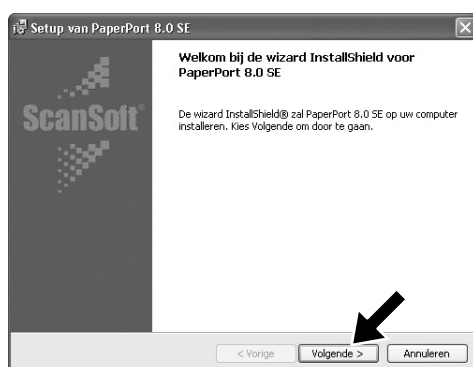 Setup van PaperPort 8.0 SE
Welkom bij de wizard InstallShield voor
PaperPort 8.0 SE
ScanSoft®
De wizard InstallShield® zal PaperPort 8.0 SE op uw computer
installeren. Kies Volgende om door te gaan.
< Vorige
Volgende >
Annuleren